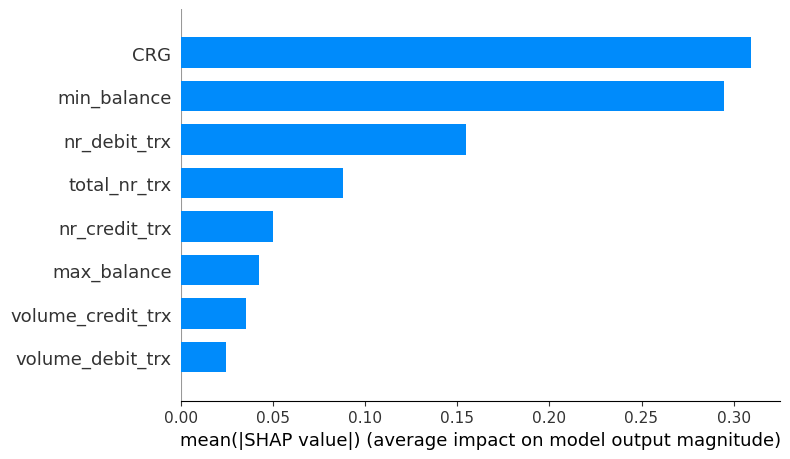 CRG
min_balance
nr_debit_trx
total_nr_trx
nr_credit_trx
max_balance
volume_credit_trx
volume_debit_trx
0.00 0.05 0.10 0.15 0.20 0.25 0.30
mean(|SHAP value|) (average impact on model output magnitude)